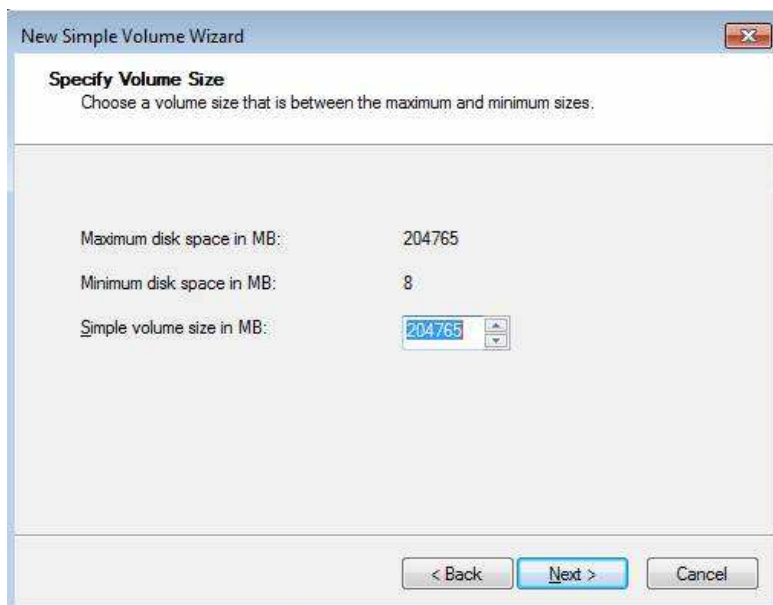 New Simple Volume Wizard
Specify Volume Size
Choose a volume size that is between the maximum and minimum sizes.
Maximum disk space in MB: 204765
Minimum disk space in MB: 8
Simple volume size in MB: 204765
< Back Next > Cancel